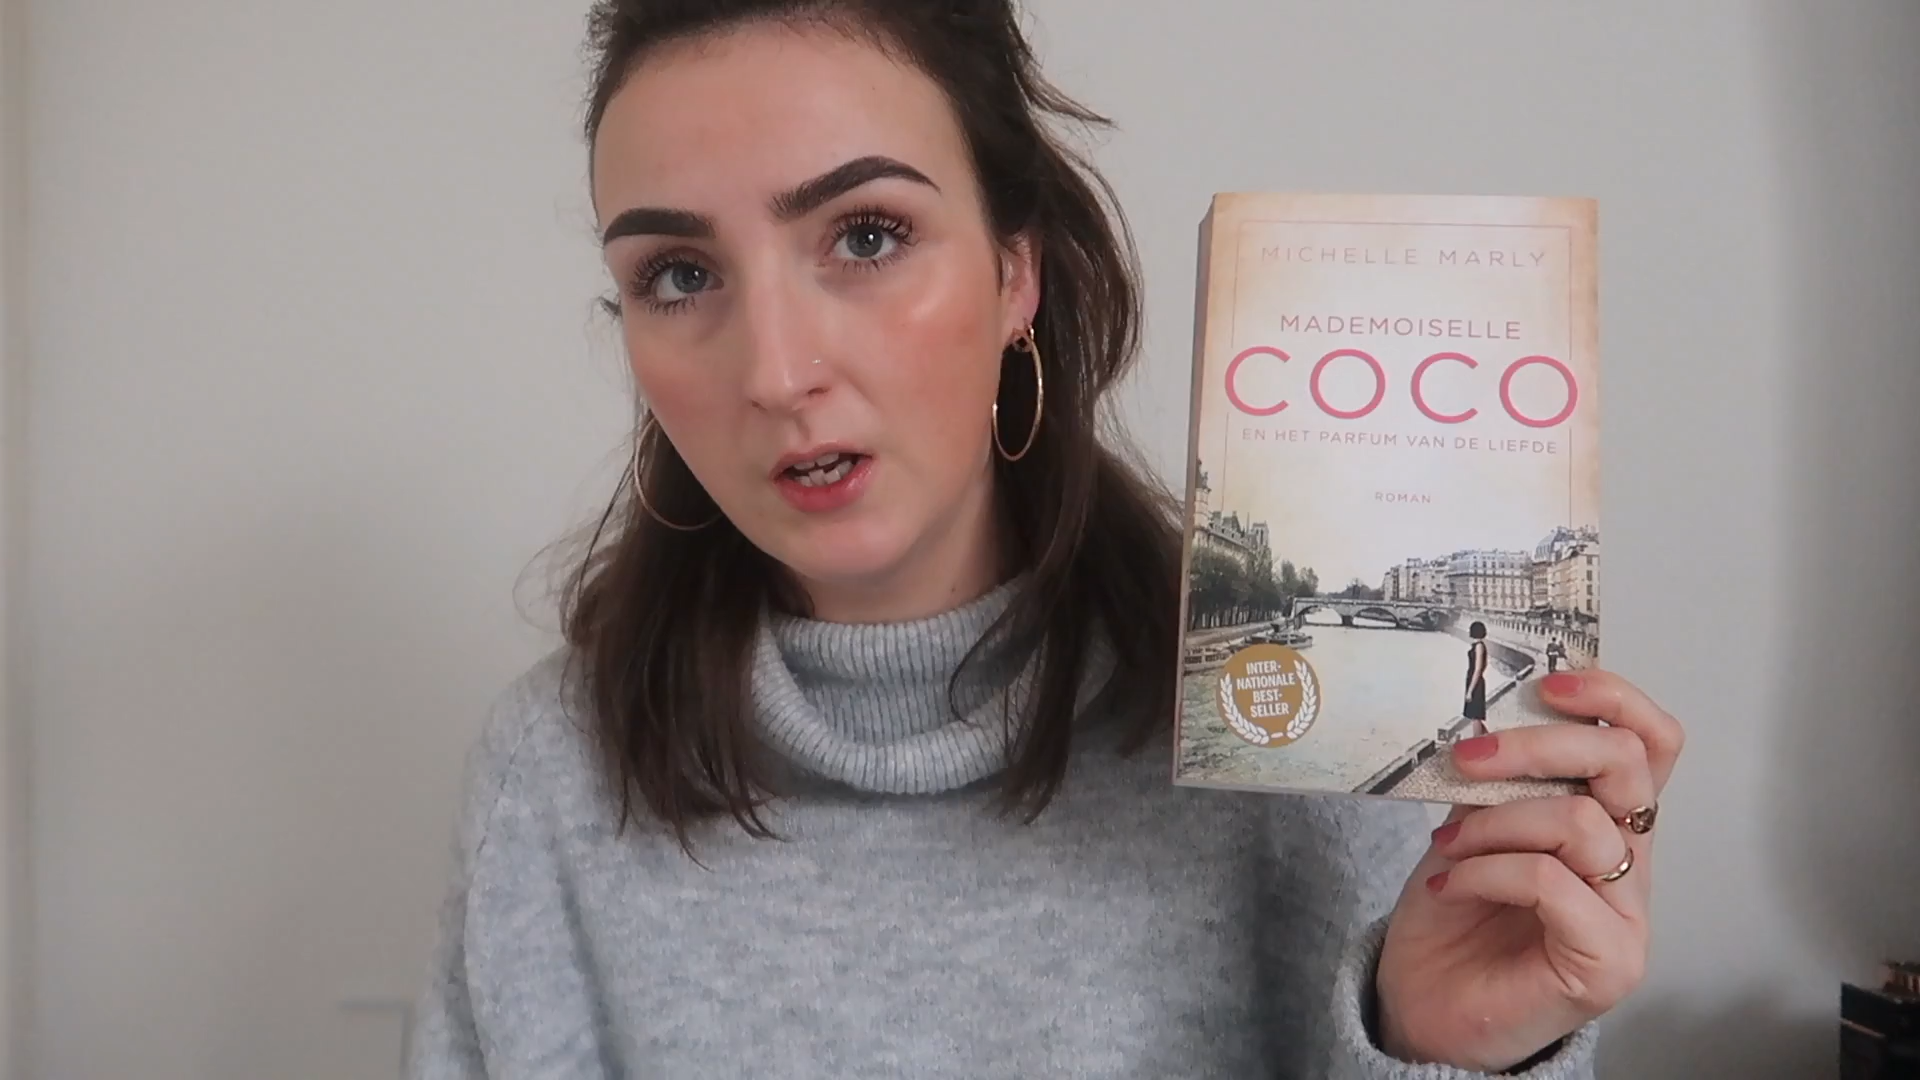 MICHELLE MARLY
MADEMOISELLE
COCO
EN HET PARFUM VAN DE LIEFDE
ROMAN
INTER-
NATIONALE
BEST-
SELLER